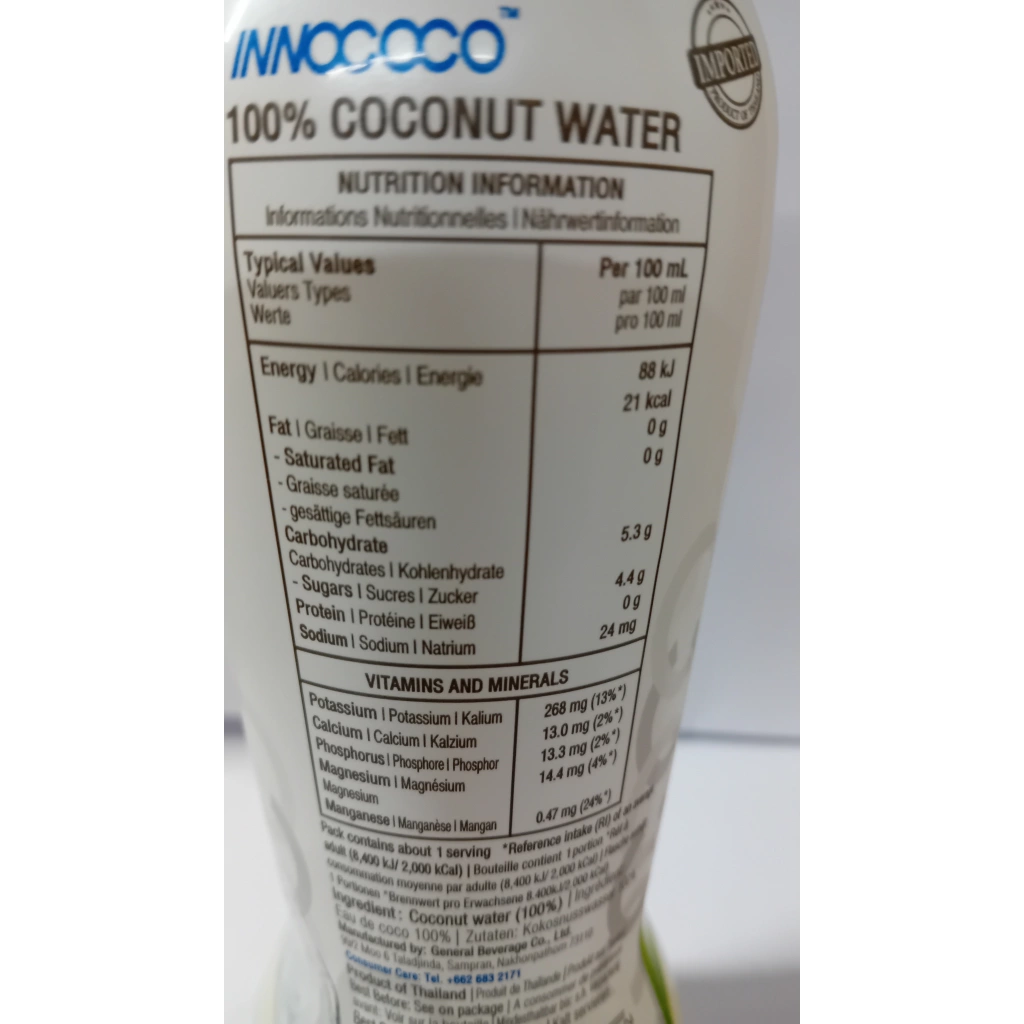 INNOCOCO™
IMPORTED
PRODUCT OF THAILAND
100% COCONUT WATER
NUTRITION INFORMATION
Informations Nutritionnelles | Nährwertinformation
Typical Values Per 100 mL
Valuers Types par 100 ml
Werte pro 100 ml
Energy | Calories | Energie 88 kJ
21 kcal
Fat | Graisse | Fett 0 g
- Saturated Fat 0 g
- Graisse saturée
- gesättige Fettsäuren
Carbohydrate 5.3 g
Carbohydrates | Kohlenhydrate
- Sugars | Sucres | Zucker 4.4 g
Protein | Protéine | Eiweiß 0 g
Sodium | Sodium | Natrium 24 mg
VITAMINS AND MINERALS
Potassium | Potassium | Kalium 268 mg (13%*)
Calcium | Calcium | Kalzium 13.0 mg (2%*)
Phosphorus | Phosphore | Phosphor 13.3 mg (2%*)
Magnesium | Magnésium 14.4 mg (4%*)
Magnesium
Manganese | Manganèse | Mangan 0.47 mg (24%*)
Pack contains about 1 serving *Reference intake (RI) of an average
adult (8,400 kJ/ 2,000 kCal) | Bouteille contient 1 portion
consommation moyenne par adulte (8,400 kJ/ 2,000 kCal)
1 Portionen *Brennwert pro Erwachsene 8.400kJ/2.000 kCal
Ingredient: Coconut water (100%) |
Eau de coco 100% | Zutaten: Kokosnusswasser
Manufactured by: General Beverage Co., Ltd.
Moo 6 Taladjinda, Sampran, Nakhonpathom
Consumer Care: Tel. +662 683 2171
Product of Thailand | Produit de Thaïlande
Best Before: See on package | A consommer de